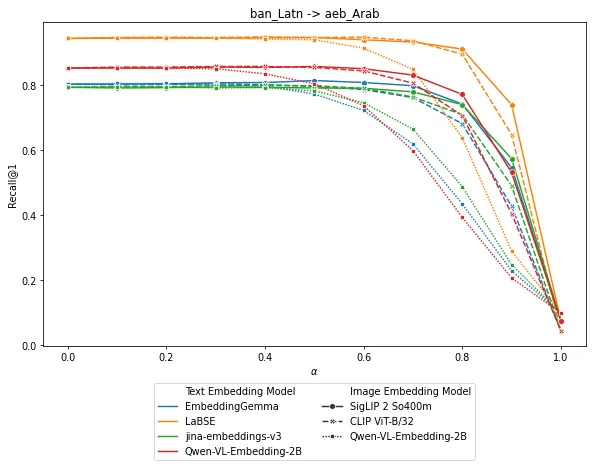 ban_Latn -> aeb_Arab
Recall@1
0.8
0.6
0.4
0.2
0.0
0.0 0.2 0.4 0.6 0.8 1.0
α
Text Embedding Model
EmbeddingGemma
LaBSE
jina-embeddings-v3
Qwen-VL-Embedding-2B
Image Embedding Model
SigLIP 2 So400m
CLIP ViT-B/32
Qwen-VL-Embedding-2B